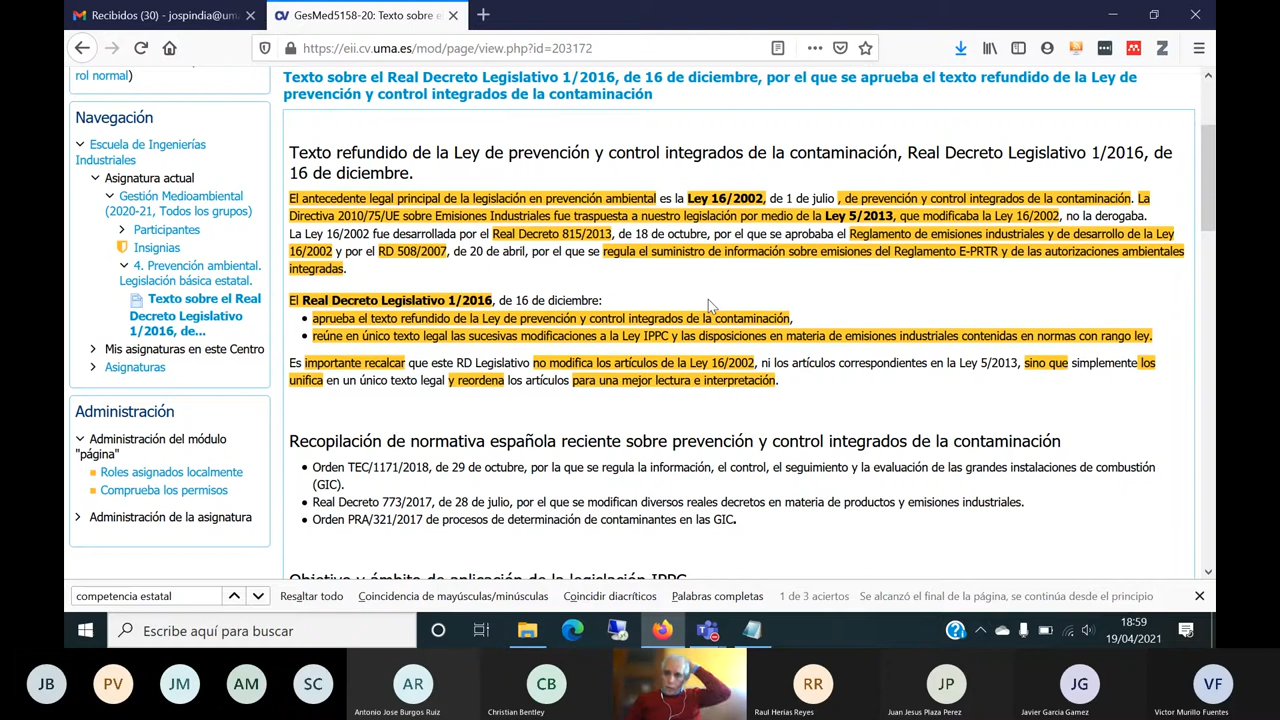 Recibidos (30) - jospindia@uma
GesMed5158-20: Texto sobre el
https://eii.cv.uma.es/mod/page/view.php?id=203172
rol normal)
Navegación
Escuela de Ingenierías
Industriales
Asignatura actual
Gestión Medioambiental
(2020-21, Todos los grupos)
Participantes
Insignias
4. Prevención ambiental.
Legislación básica estatal.
Texto sobre el Real
Decreto Legislativo
1/2016, de...
Mis asignaturas en este Centro
Asignaturas
Administración
Administración del módulo
"página"
Roles asignados localmente
Comprueba los permisos
Administración de la asignatura
Texto sobre el Real Decreto Legislativo 1/2016, de 16 de diciembre, por el que se aprueba el texto refundido de la Ley de
prevención y control integrados de la contaminación
Texto refundido de la Ley de prevención y control integrados de la contaminación, Real Decreto Legislativo 1/2016, de
16 de diciembre.
El antecedente legal principal de la legislación en prevención ambiental es la Ley 16/2002, de 1 de julio , de prevención y control integrados de la contaminación. La
Directiva 2010/75/UE sobre Emisiones Industriales fue traspuesta a nuestro legislación por medio de la Ley 5/2013, que modificaba la Ley 16/2002, no la derogaba.
La Ley 16/2002 fue desarrollada por el Real Decreto 815/2013, de 18 de octubre, por el que se aprobaba el Reglamento de emisiones industriales y de desarrollo de la Ley
16/2002 y por el RD 508/2007, de 20 de abril, por el que se regula el suministro de información sobre emisiones del Reglamento E-PRTR y de las autorizaciones ambientales
integradas.
El Real Decreto Legislativo 1/2016, de 16 de diciembre:
aprueba el texto refundido de la Ley de prevención y control integrados de la contaminación,
reúne en único texto legal las sucesivas modificaciones a la Ley IPPC y las disposiciones en materia de emisiones industriales contenidas en normas con rango ley.
Es importante recalcar que este RD Legislativo no modifica los artículos de la Ley 16/2002, ni los artículos correspondientes en la Ley 5/2013, sino que simplemente los
unifica en un único texto legal y reordena los artículos para una mejor lectura e interpretación.
Recopilación de normativa española reciente sobre prevención y control integrados de la contaminación
Orden TEC/1171/2018, de 29 de octubre, por la que se regula la información, el control, el seguimiento y la evaluación de las grandes instalaciones de combustión
(GIC).
Real Decreto 773/2017, de 28 de julio, por el que se modifican diversos reales decretos en materia de productos y emisiones industriales.
Orden PRA/321/2017 de procesos de determinación de contaminantes en las GIC.
Objetivo y ámbito de aplicación de la legislación IPPC
competencia estatal
Resaltar todo
Coincidencia de mayúsculas/minúsculas
Coincidir diacríticos
Palabras completas
1 de 3 aciertos
Se alcanzó el final de la página, se continúa desde el principio
Escribe aquí para buscar
18:59
19/04/2021
JB
PV
JM
AM
SC
AR
CB
RR
JP
JG
VF
Antonio Jose Burgos Ruiz
Christian Bentley
Raul Herias Reyes
Juan Jesus Plaza Perez
Javier Garcia Gamez
Victor Murillo Fuentes